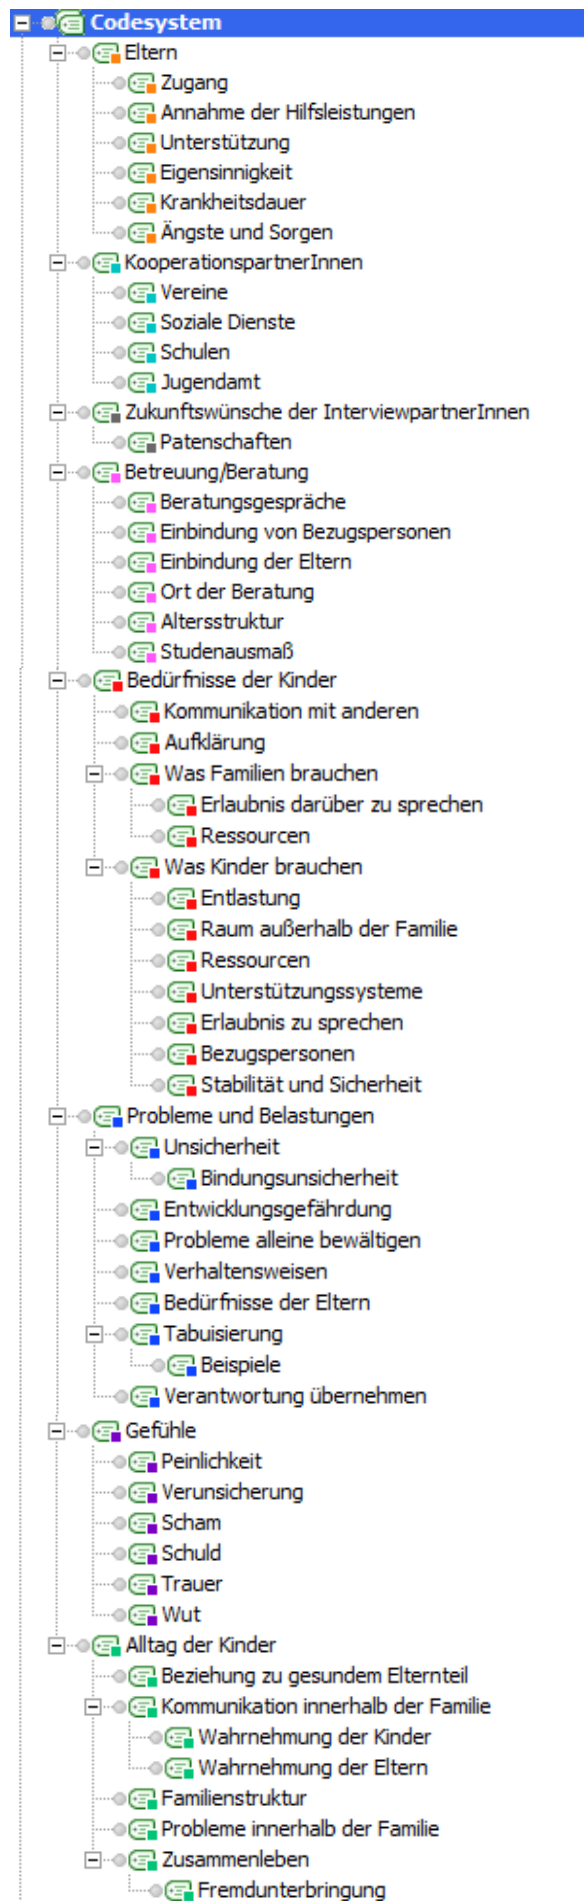 Codesystem
Eltern
Zugang
Annahme der Hilfsleistungen
Unterstützung
Eigensinnigkeit
Krankheitsdauer
Ängste und Sorgen
KooperationspartnerInnen
Vereine
Soziale Dienste
Schulen
Jugendamt
Zukunftswünsche der InterviewpartnerInnen
Patenschaften
Betreuung/Beratung
Beratungsgespräche
Einbindung von Bezugspersonen
Einbindung der Eltern
Ort der Beratung
Altersstruktur
Studenausmaß
Bedürfnisse der Kinder
Kommunikation mit anderen
Aufklärung
Was Familien brauchen
Erlaubnis darüber zu sprechen
Ressourcen
Was Kinder brauchen
Entlastung
Raum außerhalb der Familie
Ressourcen
Unterstützungssysteme
Erlaubnis zu sprechen
Bezugspersonen
Stabilität und Sicherheit
Probleme und Belastungen
Unsicherheit
Bindungsunsicherheit
Entwicklungsgefährdung
Probleme alleine bewältigen
Verhaltensweisen
Bedürfnisse der Eltern
Tabuisierung
Beispiele
Verantwortung übernehmen
Gefühle
Peinlichkeit
Verunsicherung
Scham
Schuld
Trauer
Wut
Alltag der Kinder
Beziehung zu gesundem Elternteil
Kommunikation innerhalb der Familie
Wahrnehmung der Kinder
Wahrnehmung der Eltern
Familienstruktur
Probleme innerhalb der Familie
Zusammenleben
Fremdunterbringung